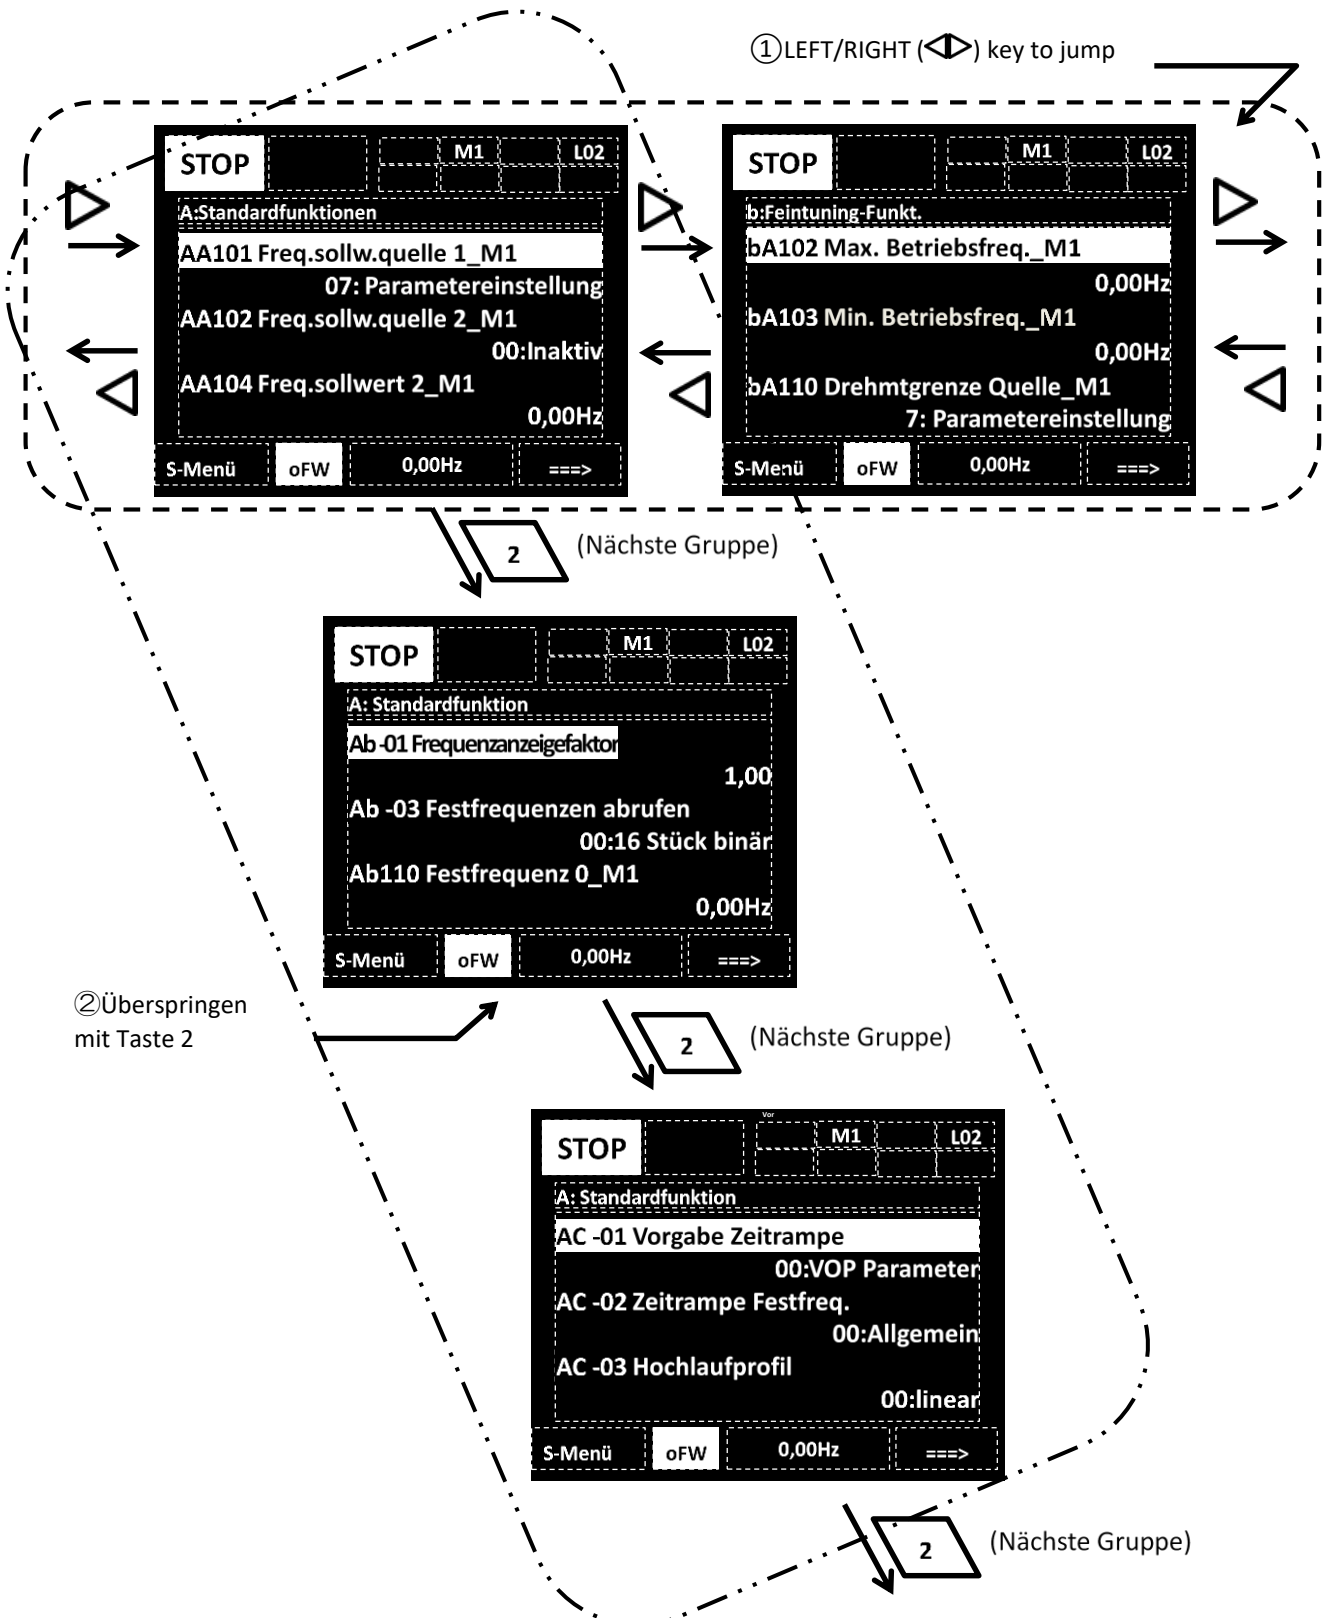 ①LEFT/RIGHT (◁▷) key to jump
STOP M1 L02
A:Standardfunktionen
AA101 Freq.sollw.quelle 1_M1
07: Parametereinstellung
AA102 Freq.sollw.quelle 2_M1
00:Inaktiv
AA104 Freq.sollwert 2_M1
0,00Hz
S-Menü oFW 0,00Hz ===>
STOP M1 L02
b:Feintuning-Funkt.
bA102 Max. Betriebsfreq._M1
0,00Hz
bA103 Min. Betriebsfreq._M1
0,00Hz
bA110 Drehmtgrenze Quelle_M1
7: Parametereinstellung
S-Menü oFW 0,00Hz ===>
2 (Nächste Gruppe)
STOP M1 L02
A: Standardfunktion
Ab -01 Frequenzanzeigefaktor
1,00
Ab -03 Festfrequenzen abrufen
00:16 Stück binär
Ab110 Festfrequenz 0_M1
0,00Hz
S-Menü oFW 0,00Hz ===>
②Überspringen
mit Taste 2
2 (Nächste Gruppe)
Vor
STOP M1 L02
A: Standardfunktion
AC -01 Vorgabe Zeitrampe
00:VOP Parameter
AC -02 Zeitrampe Festfreq.
00:Allgemein
AC -03 Hochlaufprofil
00:linear
S-Menü oFW 0,00Hz ===>
2 (Nächste Gruppe)